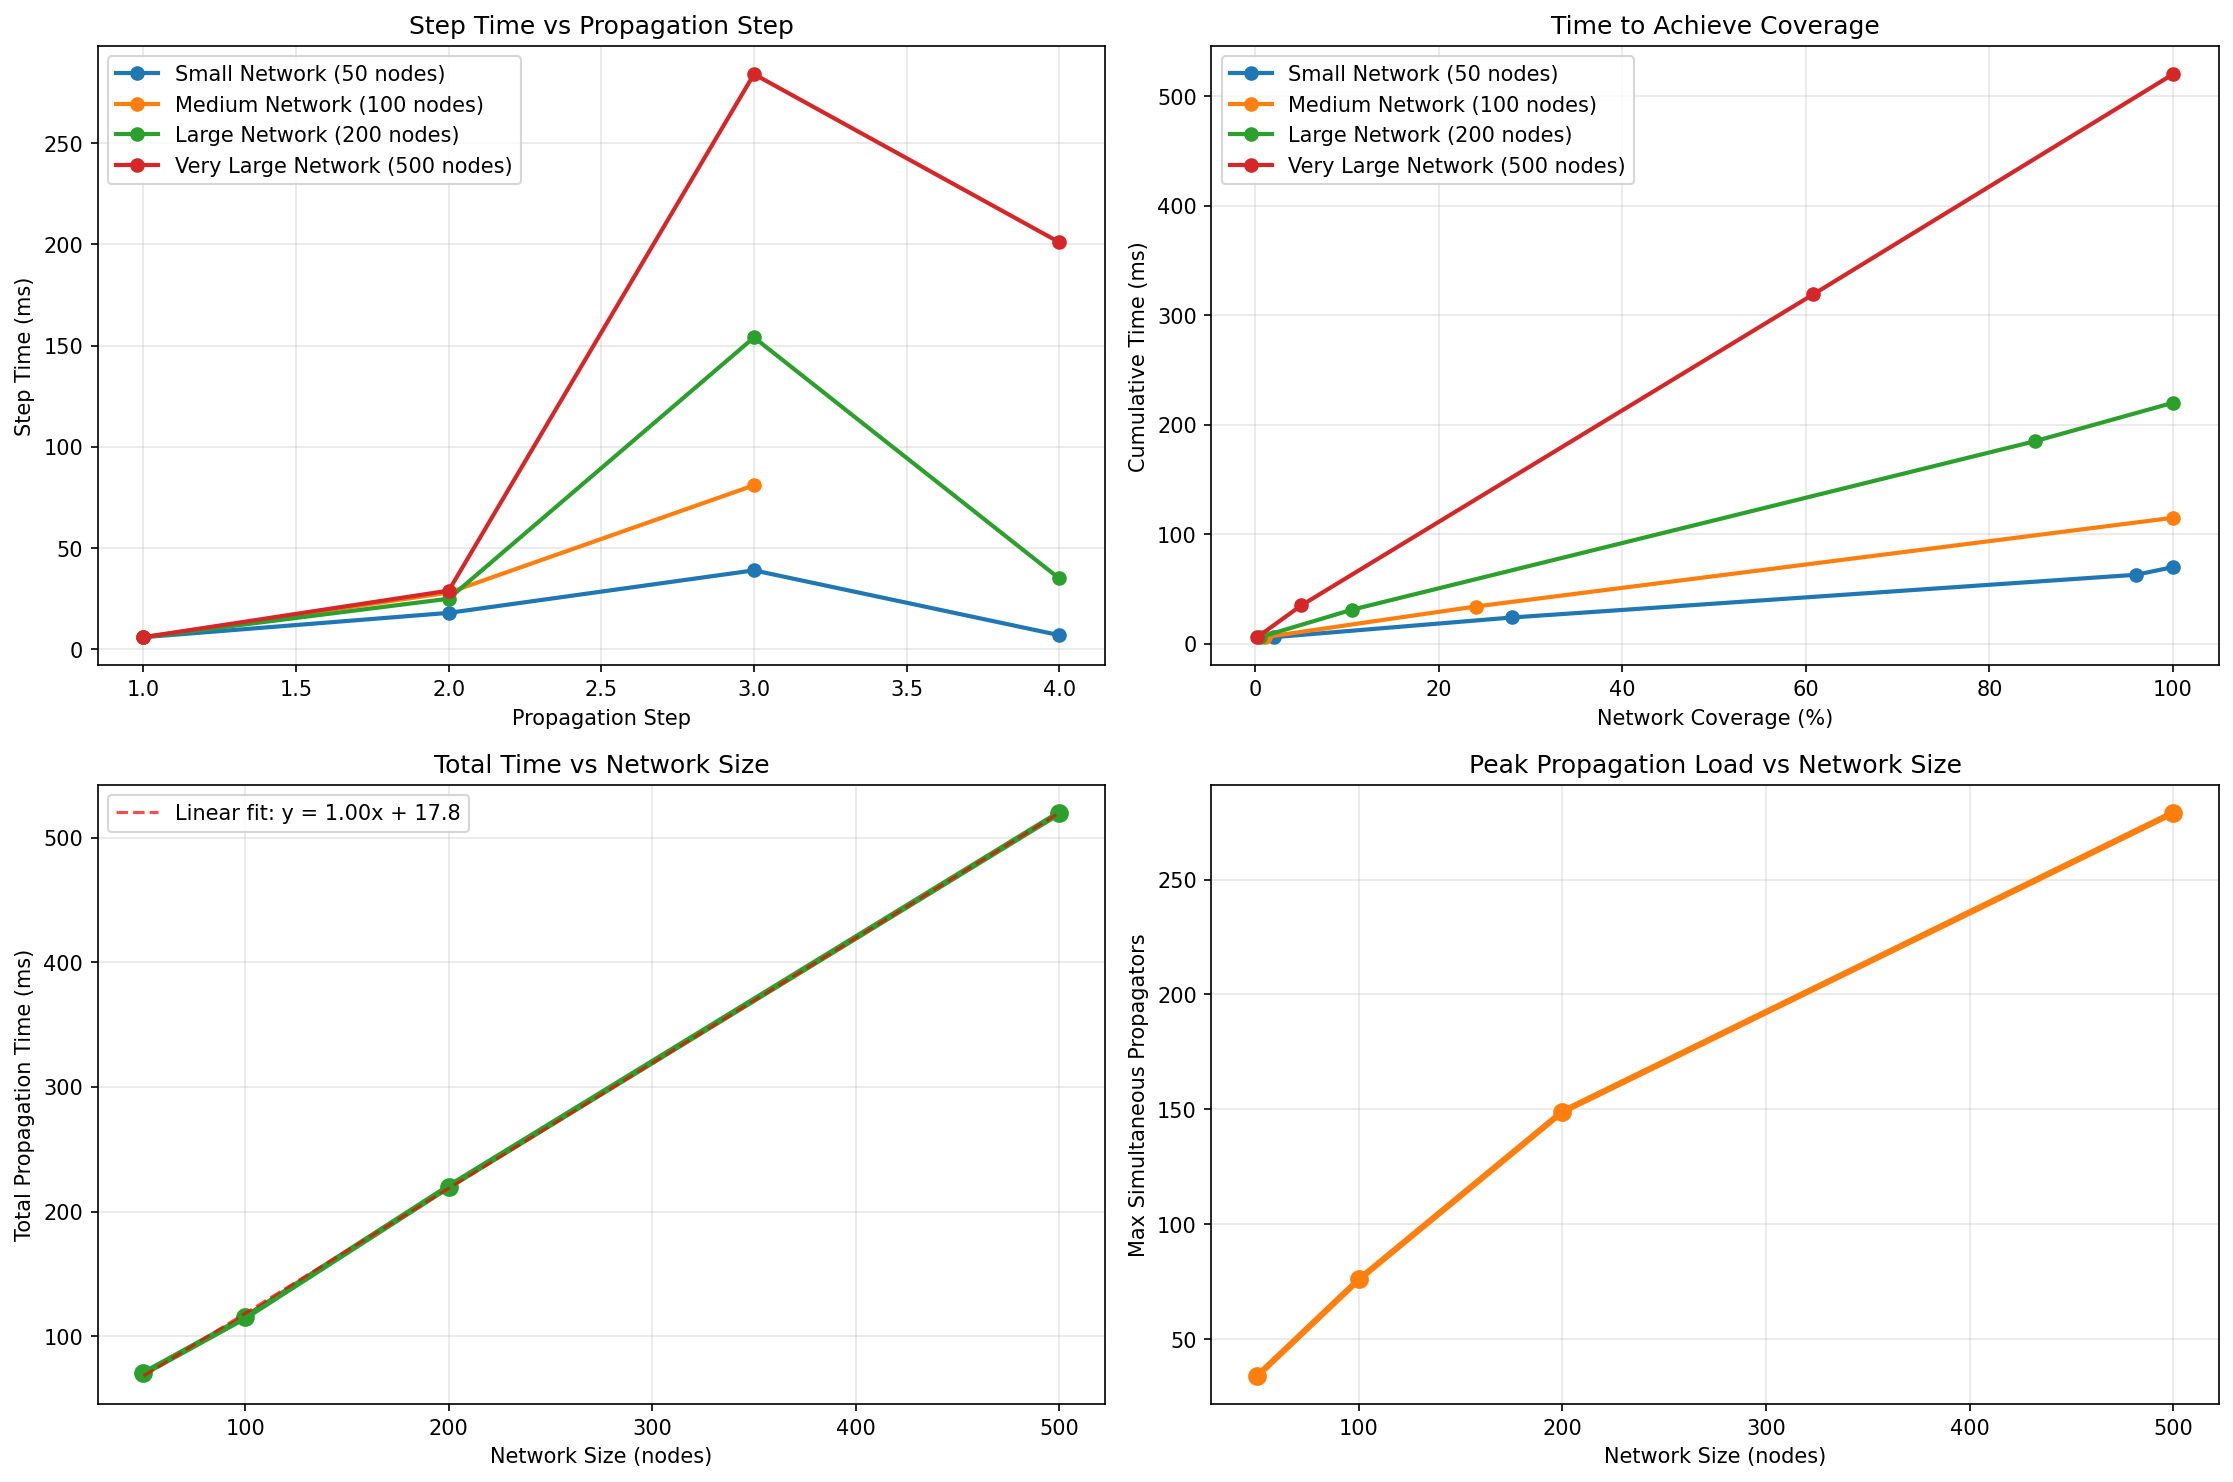 Step Time vs Propagation Step
Small Network (50 nodes)
Medium Network (100 nodes)
Large Network (200 nodes)
Very Large Network (500 nodes)
Step Time (ms)
250
200
150
100
50
0
1.0 1.5 2.0 2.5 3.0 3.5 4.0
Propagation Step
Time to Achieve Coverage
Small Network (50 nodes)
Medium Network (100 nodes)
Large Network (200 nodes)
Very Large Network (500 nodes)
Cumulative Time (ms)
500
400
300
200
100
0
0 20 40 60 80 100
Network Coverage (%)
Total Time vs Network Size
Linear fit: y = 1.00x + 17.8
Total Propagation Time (ms)
500
400
300
200
100
100 200 300 400 500
Network Size (nodes)
Peak Propagation Load vs Network Size
Max Simultaneous Propagators
250
200
150
100
50
100 200 300 400 500
Network Size (nodes)